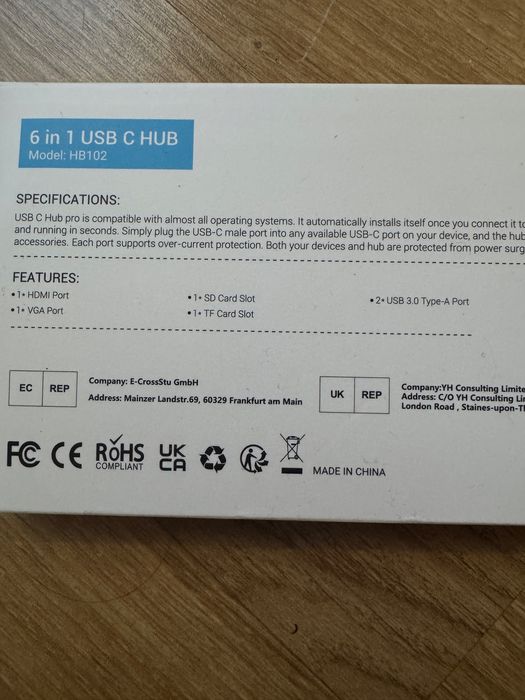 6 in 1 USB C HUB
Model: HB102
SPECIFICATIONS:
USB C Hub pro is compatible with almost all operating systems. It automatically installs itself once you connect it to
and running in seconds. Simply plug the USB-C male port into any available USB-C port on your device, and the hub
accessories. Each port supports over-current protection. Both your devices and hub are protected from power surg
FEATURES:
• 1* HDMI Port
• 1* VGA Port
• 1* SD Card Slot
• 1* TF Card Slot
• 2* USB 3.0 Type-A Port
EC REP
Company: E-CrossStu GmbH
Address: Mainzer Landstr.69, 60329 Frankfurt am Main
UK REP
Company:YH Consulting Limite
Address: C/O YH Consulting Li
London Road , Staines-upon-T
FC CE RoHS COMPLIANT UK CA
MADE IN CHINA